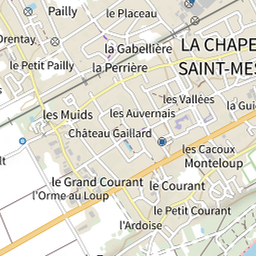 Pailly
le Placeau
Orentay
la Gabellière
LA CHAPE
le Petit Pailly
la Perrière
SAINT-MES
les Vallées
les Muids
les Auvernais
la Gui
Château Gaillard
les Cacoux
Monteloup
le Grand Courant
le Courant
l'Orme au Loup
le Petit Courant
l'Ardoise